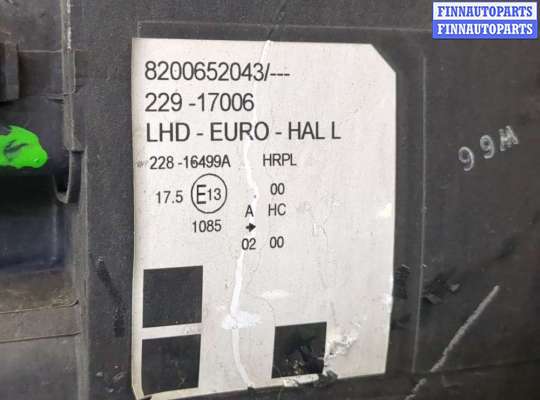 FINNAUTOPARTS
FINNAUTOPARTS
8200652043/---
229 -17006
LHD - EURO - HAL L
228 -16499A HRPL
17.5 E13 00
A HC
1085
02 00
99M